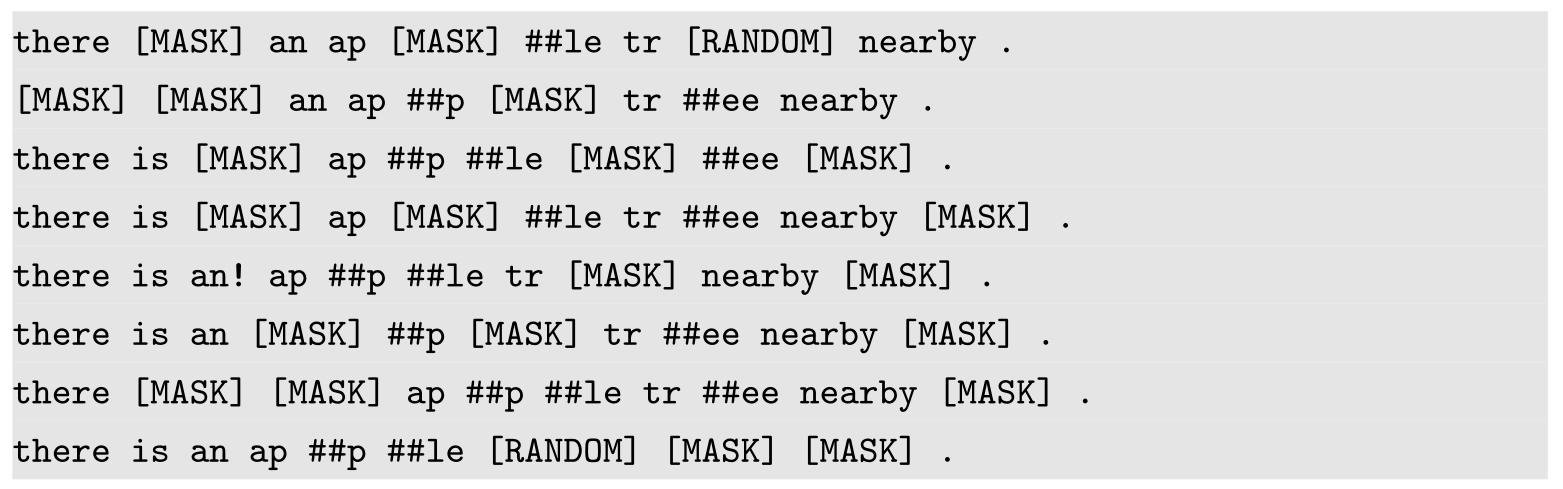 there [MASK] an ap [MASK] ##le tr [RANDOM] nearby .
[MASK] [MASK] an ap ##p [MASK] tr ##ee nearby .
there is [MASK] ap ##p ##le [MASK] ##ee [MASK] .
there is [MASK] ap [MASK] ##le tr ##ee nearby [MASK] .
there is an! ap ##p ##le tr [MASK] nearby [MASK] .
there is an [MASK] ##p [MASK] tr ##ee nearby [MASK] .
there [MASK] [MASK] ap ##p ##le tr ##ee nearby [MASK] .
there is an ap ##p ##le [RANDOM] [MASK] [MASK] .